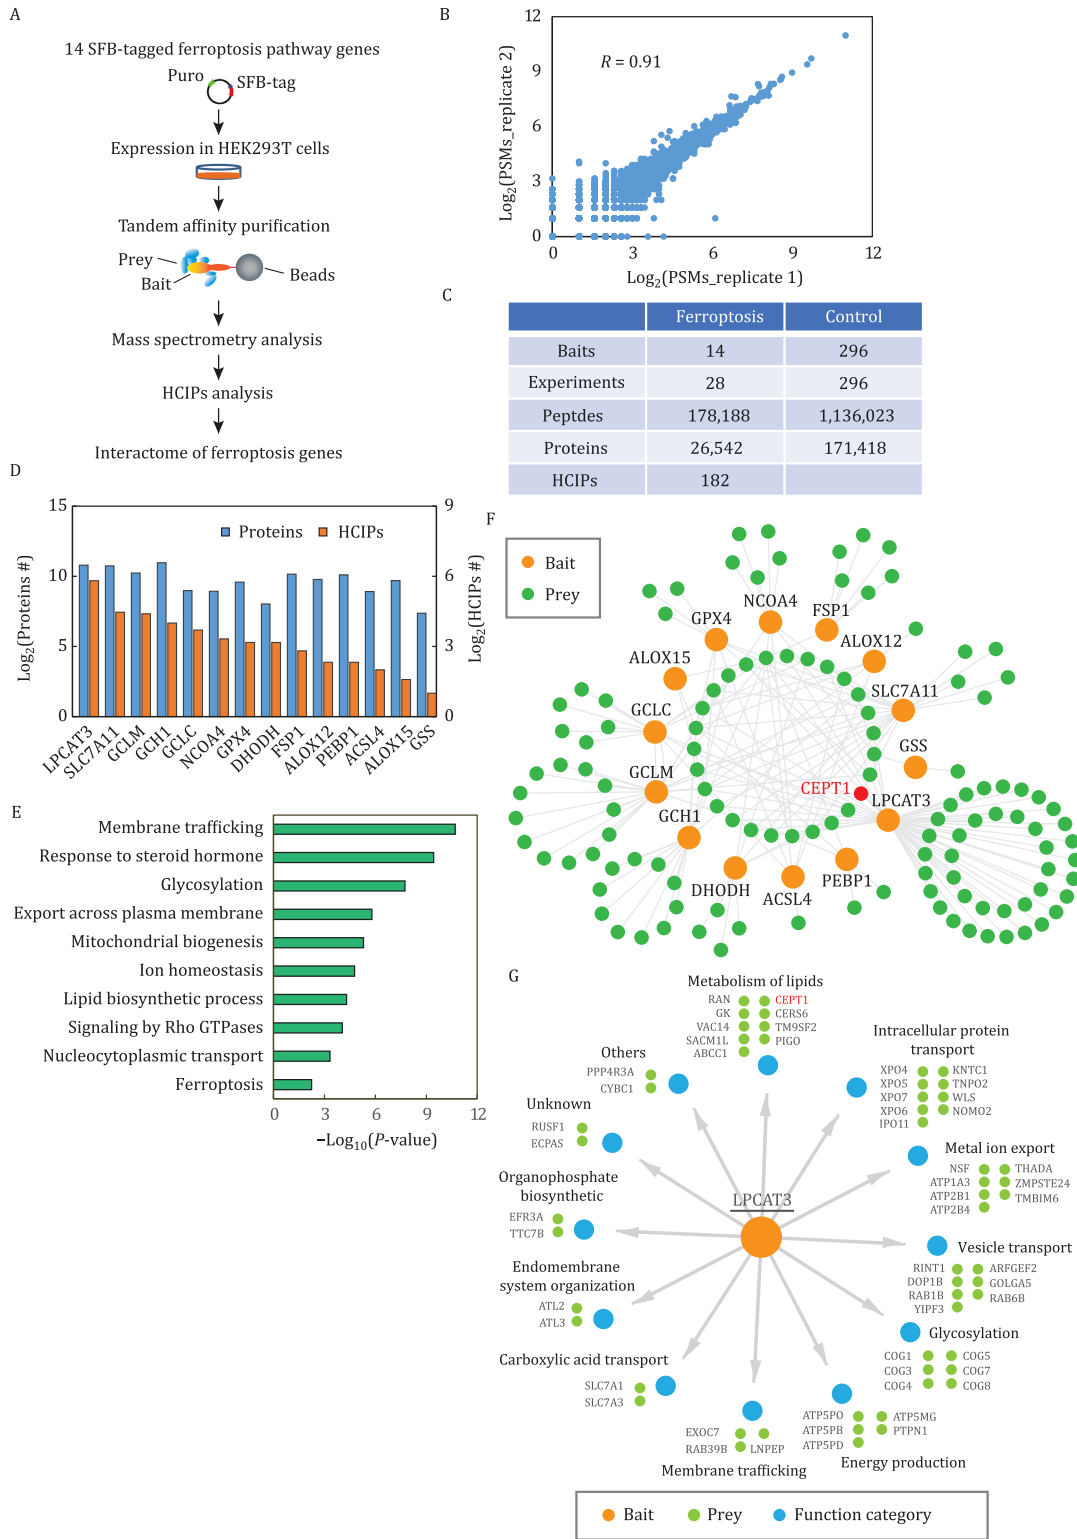 A
14 SFB-tagged ferroptosis pathway genes
Puro
SFB-tag
Expression in HEK293T cells
Tandem affinity purification
Prey
Bait
Beads
Mass spectrometry analysis
HCIPs analysis
Interactome of ferroptosis genes
B
Log2(PSMs_replicate 2)
12
9
6
3
0
R = 0.91
0 3 6 9 12
Log2(PSMs_replicate 1)
C
Ferroptosis Control
Baits 14 296
Experiments 28 296
Peptdes 178,188 1,136,023
Proteins 26,542 171,418
HCIPs 182
D
Log2(Proteins #)
15
10
5
0
Proteins HCIPs
9
6
3
0
Log2(HCIPs #)
LPCAT3 SLC7A11 GCLM GCH1 GCLC NCOA4 GPX4 DHODH FSP1 ALOX12 PEBP1 ACSL4 ALOX15 GSS
E
Membrane trafficking
Response to steroid hormone
Glycosylation
Export across plasma membrane
Mitochondrial biogenesis
Ion homeostasis
Lipid biosynthetic process
Signaling by Rho GTPases
Nucleocytoplasmic transport
Ferroptosis
0 3 6 9 12
−Log10(P-value)
F
Bait
Prey
NCOA4
FSP1
GPX4
ALOX12
ALOX15
SLC7A11
GCLC
GSS
GCLM
CEPT1
LPCAT3
GCH1
DHODH
ACSL4
PEBP1
G
Metabolism of lipids
RAN CEPT1
GK CERS6
VAC14 TM9SF2
SACM1L PIGO
ABCC1
Intracellular protein
transport
XPO4 KNTC1
XPO5 TNPO2
XPO7 WLS
XPO6 NOMO2
IPO11
Metal ion export
NSF THADA
ATP1A3 ZMPSTE24
ATP2B1 TMBIM6
ATP2B4
Vesicle transport
RINT1 ARFGEF2
DOP1B GOLGA5
RAB1B RAB6B
YIPF3
Glycosylation
COG1 COG5
COG3 COG7
COG4 COG8
ATP5PO ATP5MG
ATP5PB PTPN1
ATP5PD
Energy production
EXOC7
RAB39B LNPEP
Membrane trafficking
Carboxylic acid transport
SLC7A1
SLC7A3
Endomembrane
system organization
ATL2
ATL3
Organophosphate
biosynthetic
EFR3A
TTC7B
Unknown
RUSF1
ECPAS
Others
PPP4R3A
CYBC1
LPCAT3
Bait Prey Function category